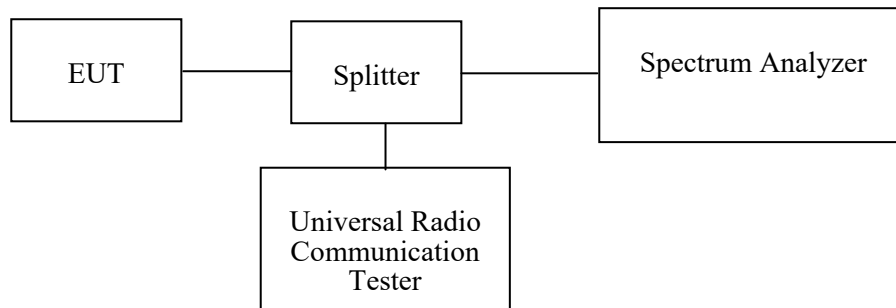 EUT
Splitter
Spectrum Analyzer
Universal Radio
Communication
Tester